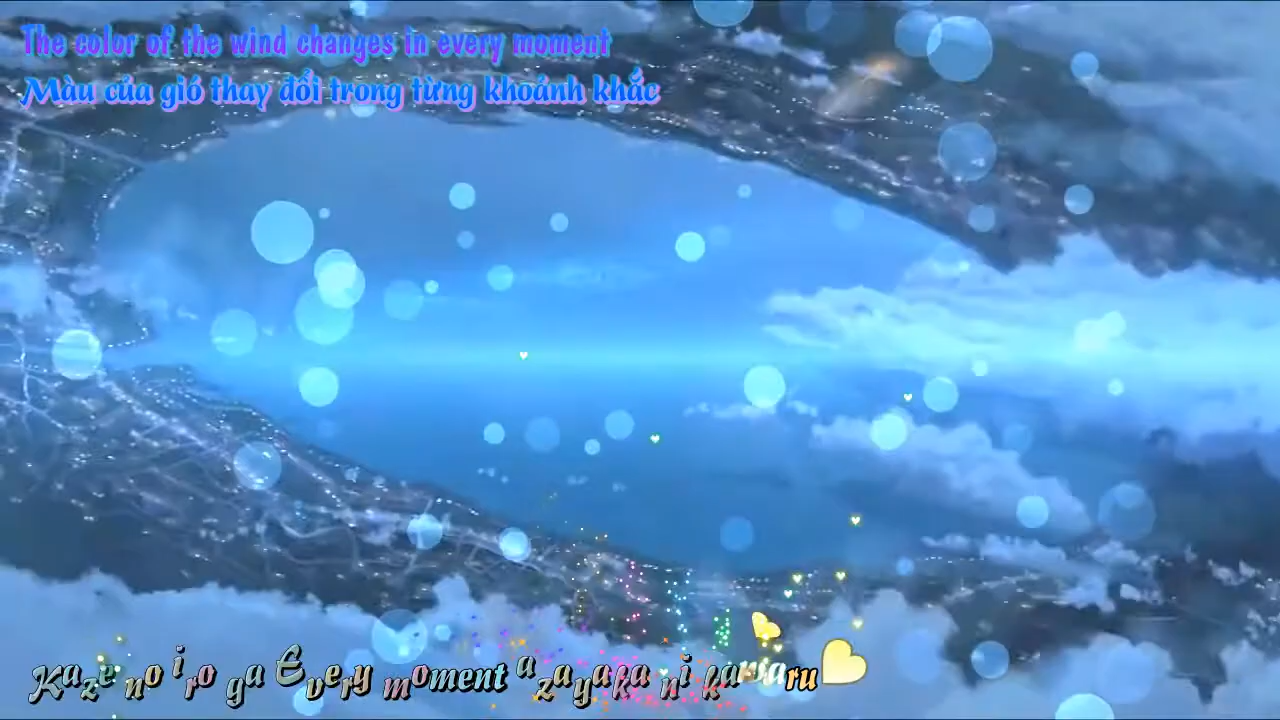 The color of the wind changes in every moment
Màu của gió thay đổi trong từng khoảnh khắc
Kaze no iro ga Every moment azayaka ni kawaru